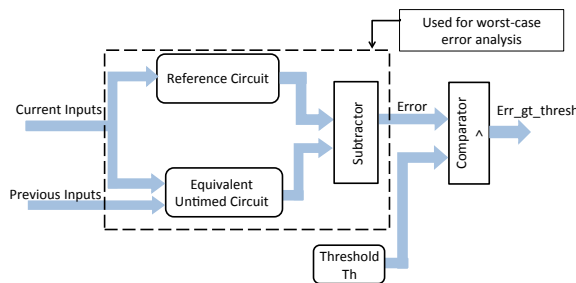 Used for worst-case
error analysis
Reference Circuit
Current Inputs
Subtractor
Error
Comparator
>
Err_gt_thresh
Equivalent
Untimed Circuit
Previous Inputs
Threshold
Th